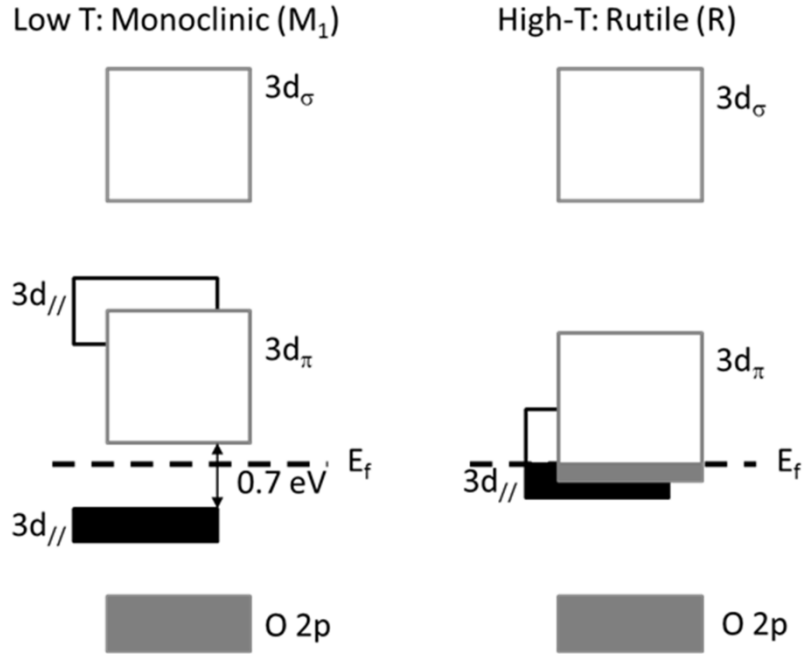 Low T: Monoclinic (M₁)
High-T: Rutile (R)
3dσ
3dσ
3d//
3dπ
3dπ
Ef
0.7 eV
Ef
3d//
3d//
O 2p
O 2p